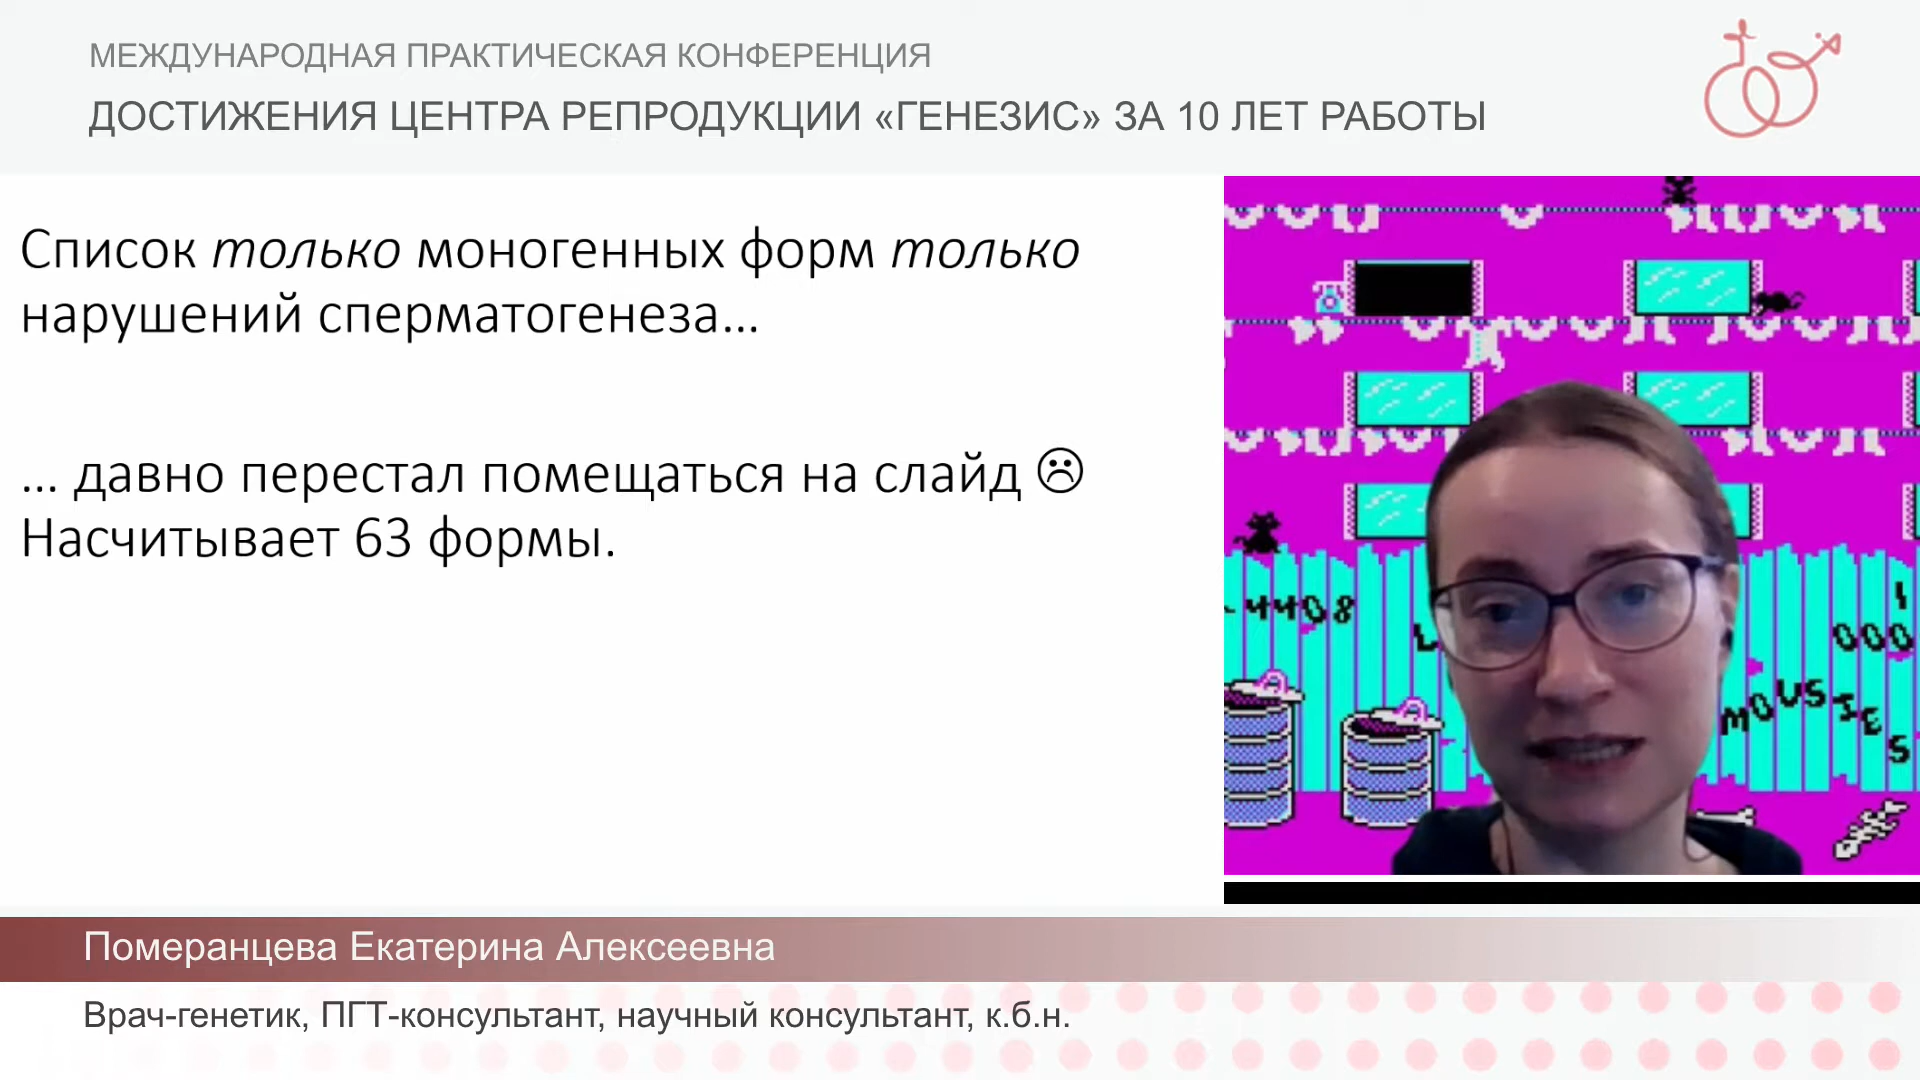 МЕЖДУНАРОДНАЯ ПРАКТИЧЕСКАЯ КОНФЕРЕНЦИЯ
ДОСТИЖЕНИЯ ЦЕНТРА РЕПРОДУКЦИИ «ГЕНЕЗИС» ЗА 10 ЛЕТ РАБОТЫ
Список только моногенных форм только
нарушений сперматогенеза...
... давно перестал помещаться на слайд ☹
Насчитывает 63 формы.
4408
000
MOUSIES
Померанцева Екатерина Алексеевна
Врач-генетик, ПГТ-консультант, научный консультант, к.б.н.